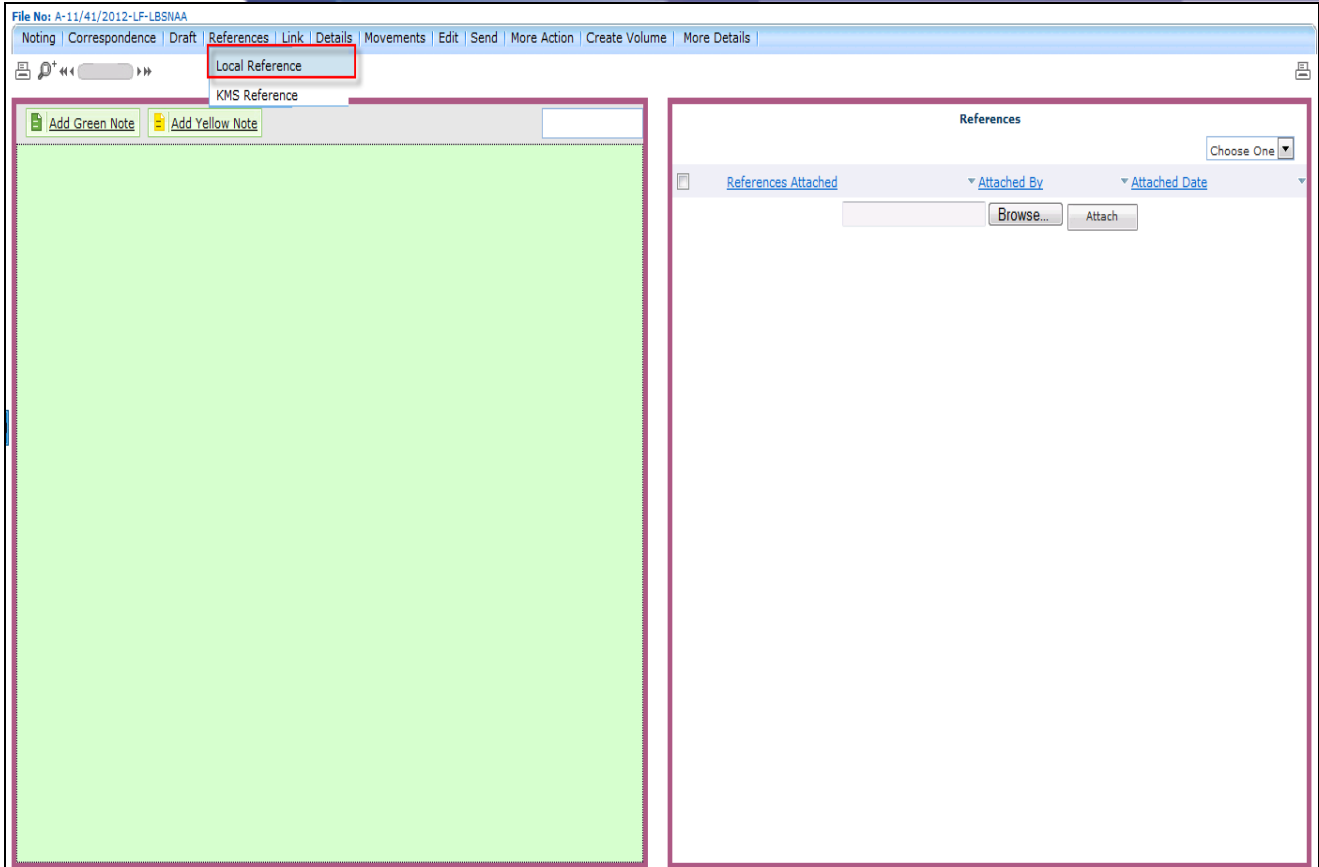 File No: A-11/41/2012-LF-LBSNAA
Noting | Correspondence | Draft | References | Link | Details | Movements | Edit | Send | More Action | Create Volume | More Details |
Local Reference
KMS Reference
Add Green Note Add Yellow Note
References
Choose One
References Attached Attached By Attached Date
Browse... Attach